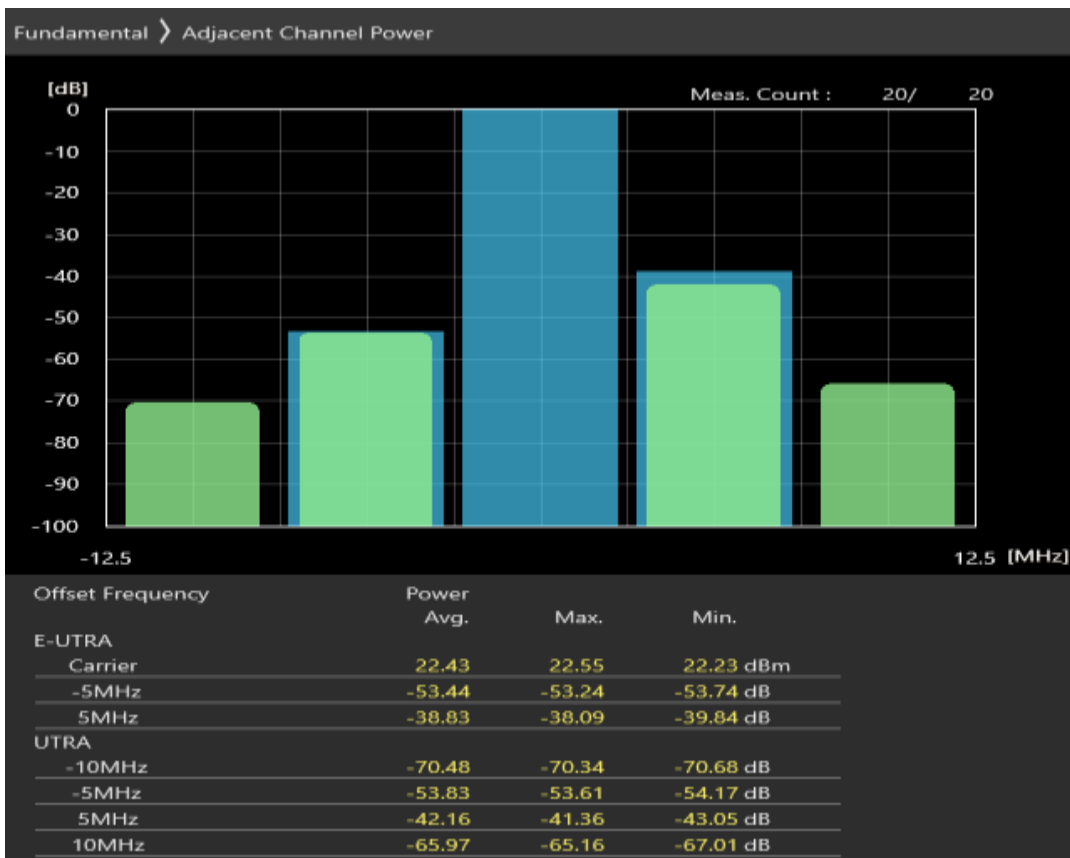 Fundamental ❯ Adjacent Channel Power
[dB]
Meas. Count : 20/ 20
0
-10
-20
-30
-40
-50
-60
-70
-80
-90
-100
-12.5 12.5 [MHz]
Offset Frequency Power
Avg. Max. Min.
E-UTRA
Carrier 22.43 22.55 22.23 dBm
-5MHz -53.44 -53.24 -53.74 dB
5MHz -38.83 -38.09 -39.84 dB
UTRA
-10MHz -70.48 -70.34 -70.68 dB
-5MHz -53.83 -53.61 -54.17 dB
5MHz -42.16 -41.36 -43.05 dB
10MHz -65.97 -65.16 -67.01 dB